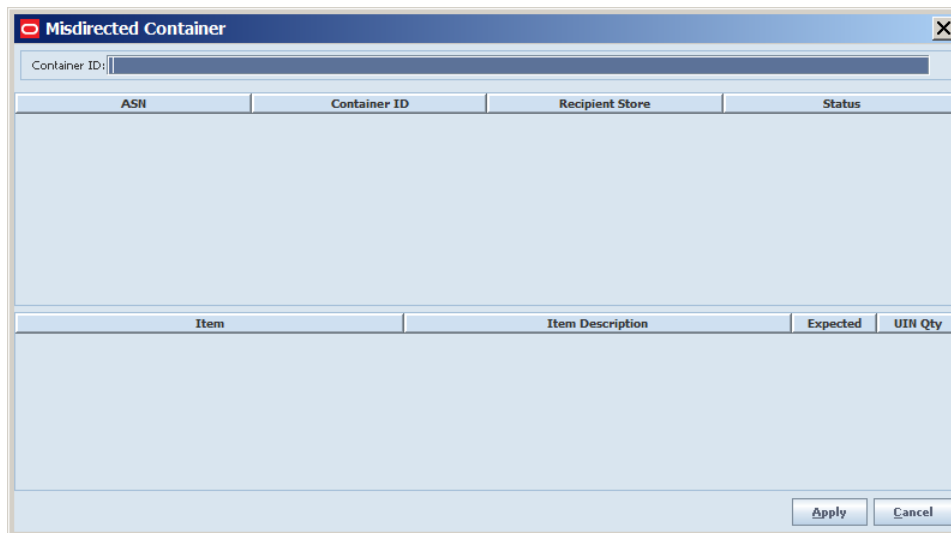 Misdirected Container
Container ID:
ASN Container ID Recipient Store Status
Item Item Description Expected UIN Qty
Apply Cancel